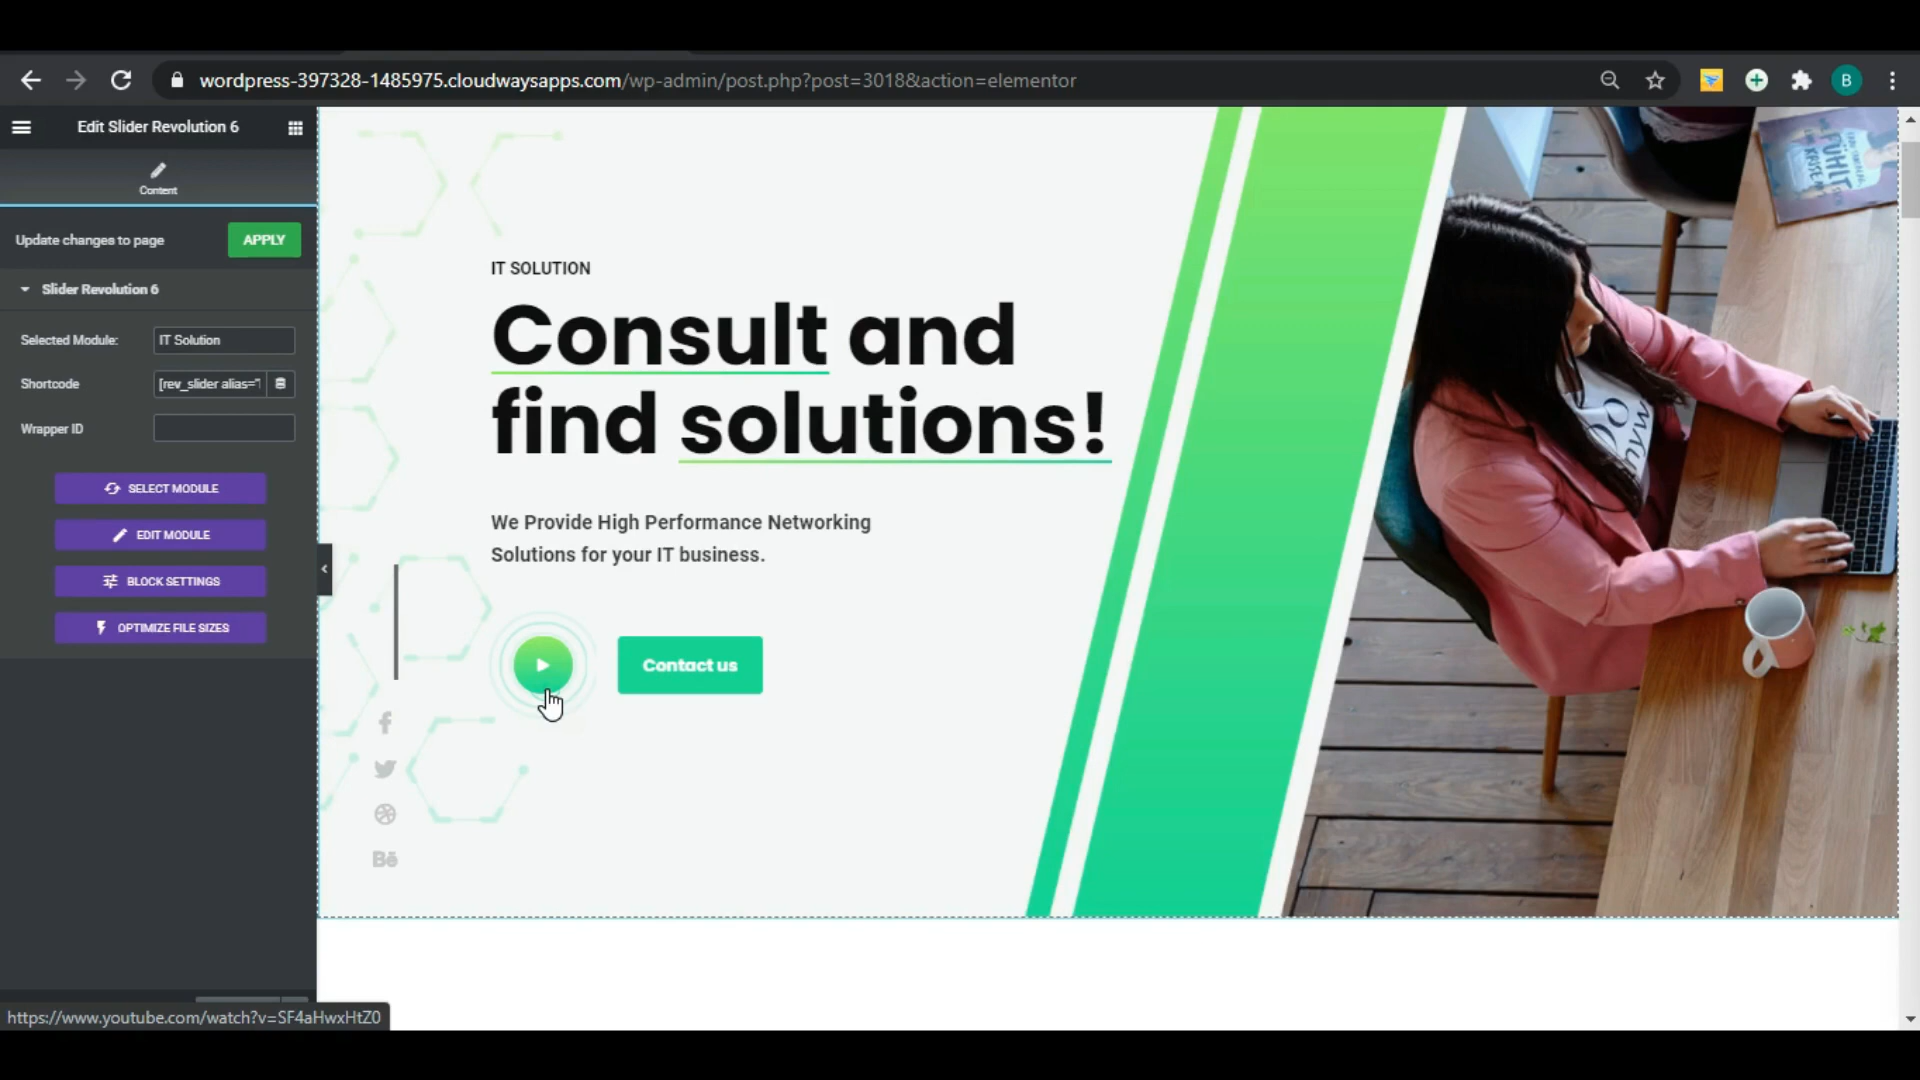 wordpress-397328-1485975.cloudwaysapps.com/wp-admin/post.php?post=3018&action=elementor
B
Edit Slider Revolution 6
Content
Update changes to page
APPLY
Slider Revolution 6
Selected Module:
IT Solution
Shortcode
[rev_slider alias="
Wrapper ID
SELECT MODULE
EDIT MODULE
BLOCK SETTINGS
OPTIMIZE FILE SIZES
IT SOLUTION
Consult and
find solutions!
We Provide High Performance Networking
Solutions for your IT business.
Contact us
Bē
https://www.youtube.com/watch?v=SF4aHwxHtZ0